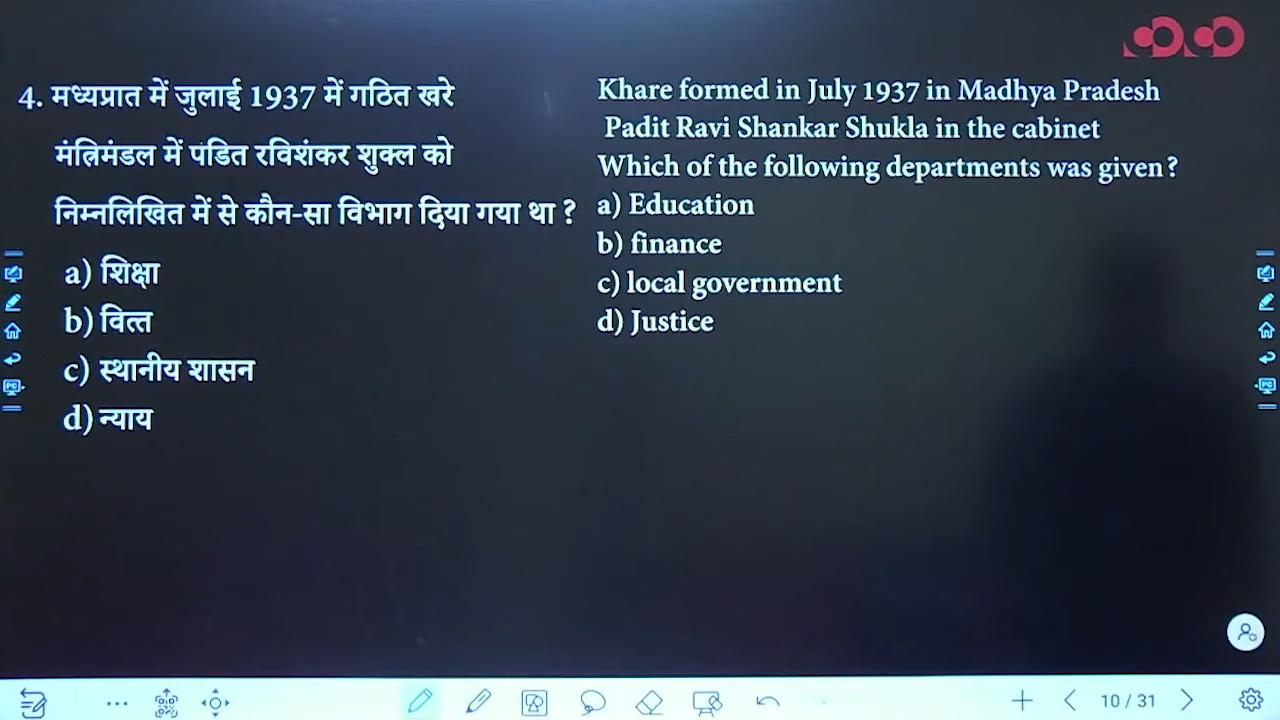 4. मध्यप्रात में जुलाई 1937 में गठित खरे
मंत्रिमंडल में पंडित रविशंकर शुक्ल को
निम्नलिखित में से कौन-सा विभाग दिया गया था ?
a) शिक्षा
b) वित्त
c) स्थानीय शासन
d) न्याय
Khare formed in July 1937 in Madhya Pradesh
Padit Ravi Shankar Shukla in the cabinet
Which of the following departments was given?
a) Education
b) finance
c) local government
d) Justice
PC
PC
10 / 31